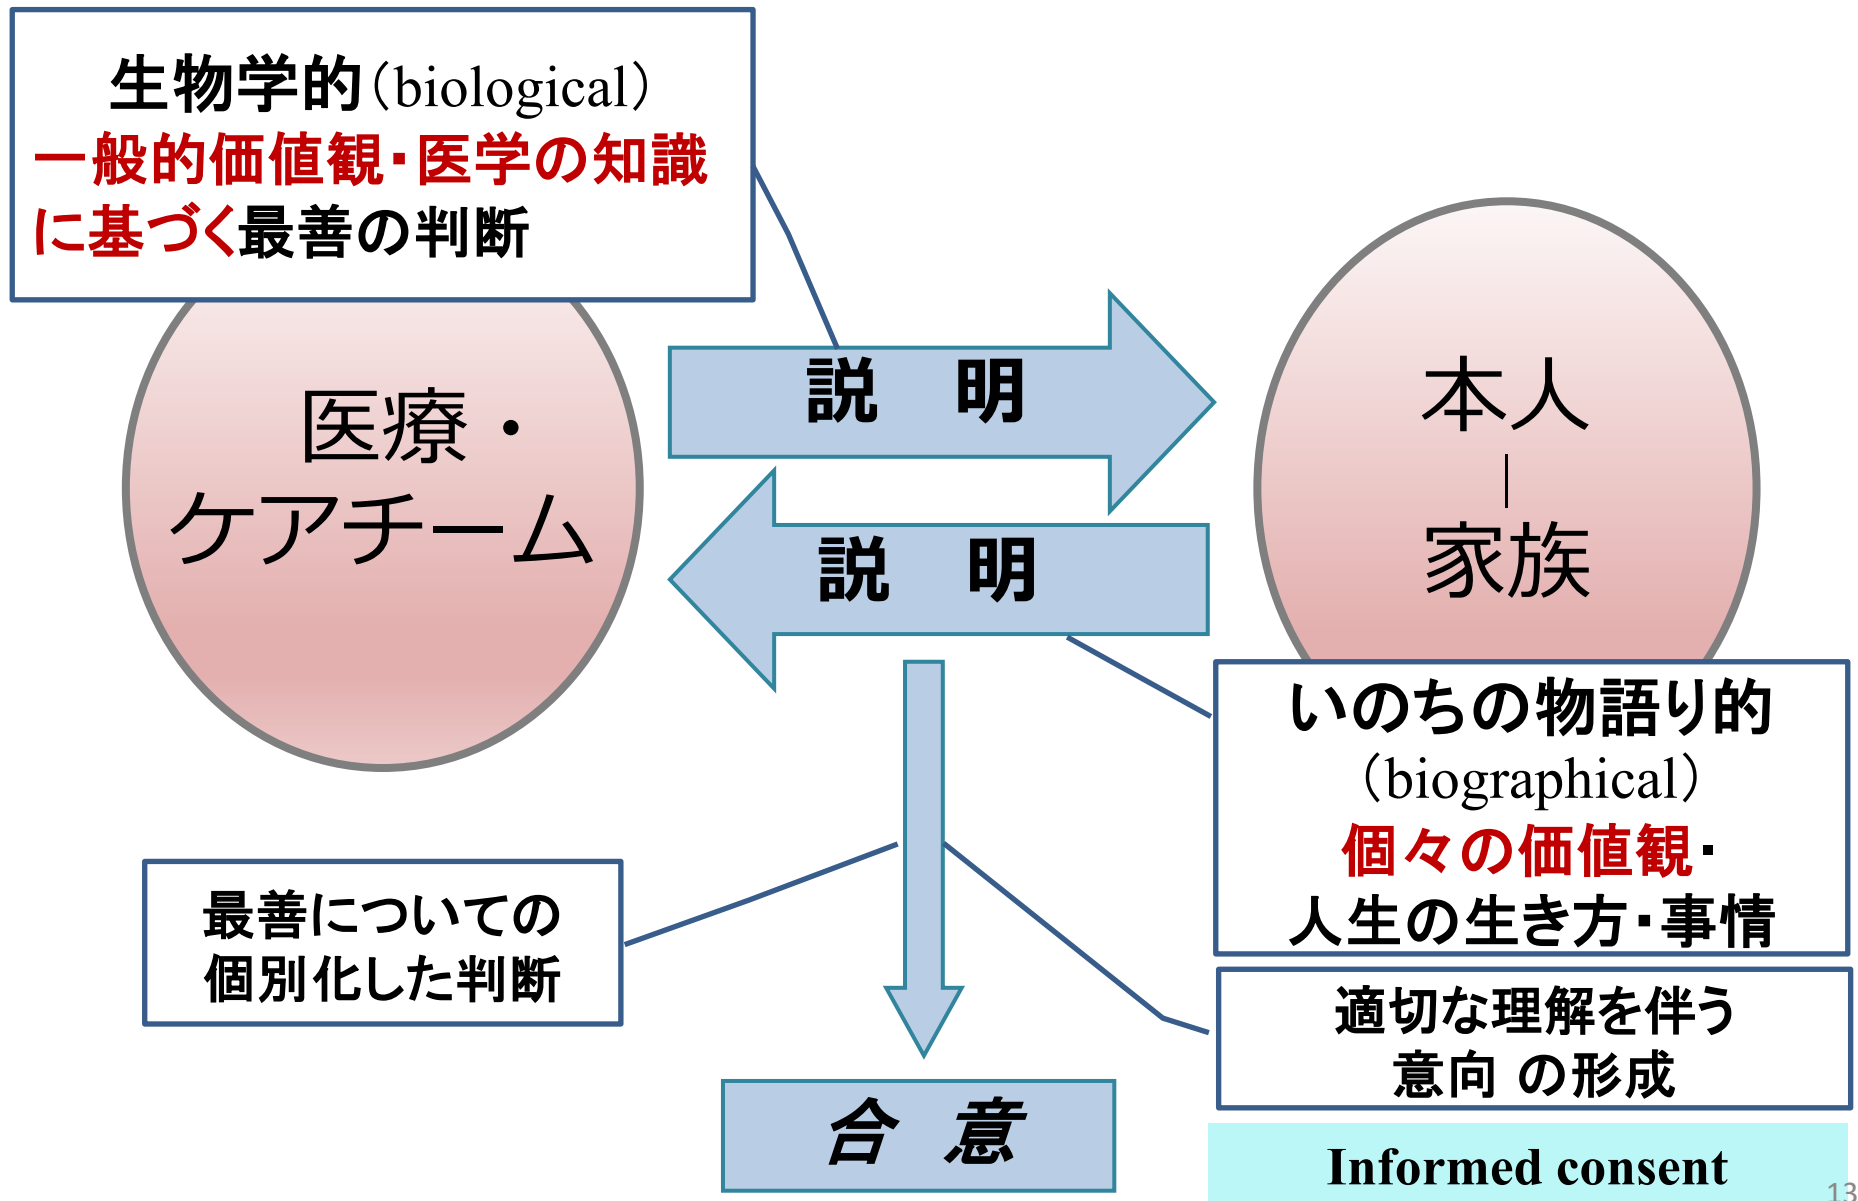 生物学的（biological）
一般的価値観・医学の知識
に基づく最善の判断
医療・
ケアチーム
説　明
説　明
本人
｜
家族
いのちの物語り的
（biographical）
個々の価値観・
人生の生き方・事情
最善についての
個別化した判断
適切な理解を伴う
意向 の形成
合　意
Informed consent
13